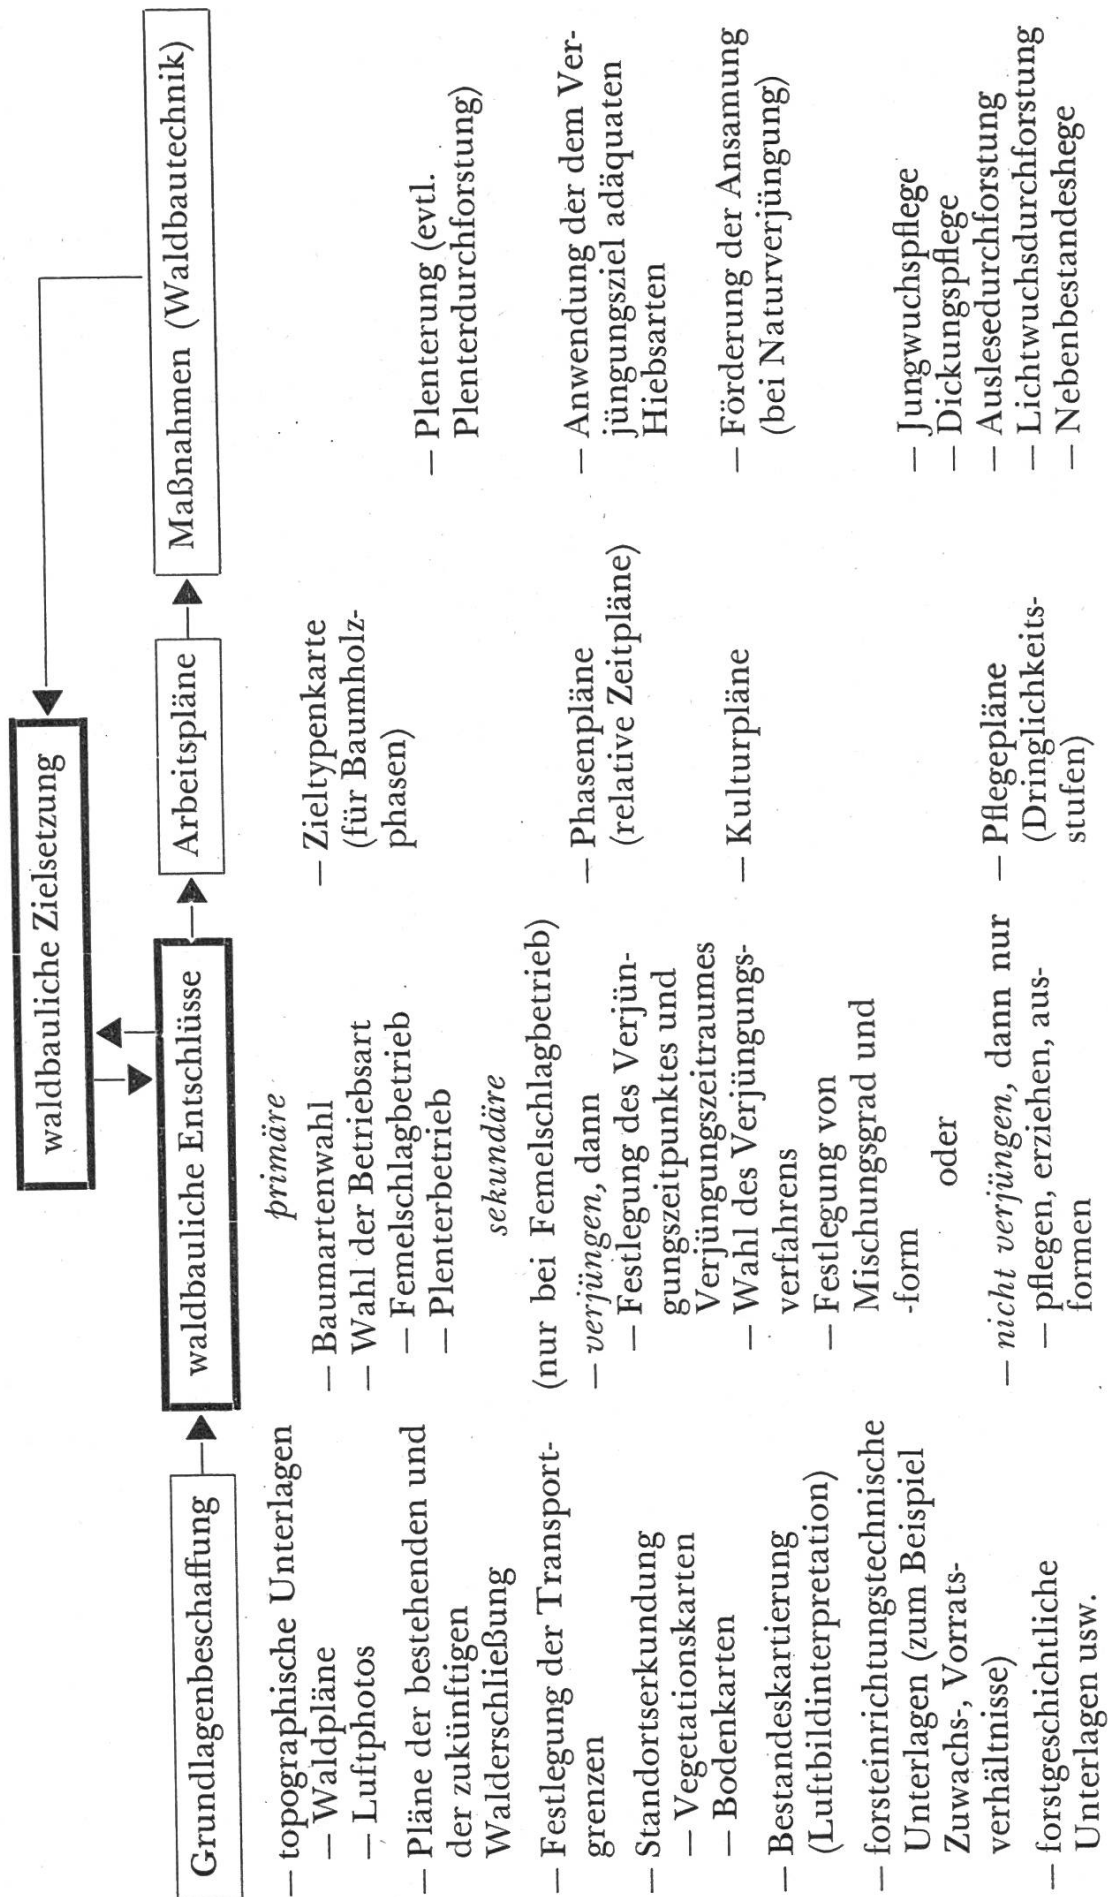 waldbauliche Zielsetzung
Grundlagenbeschaffung
waldbauliche Entschlüsse
Arbeitspläne
Maßnahmen (Waldbautechnik)
— topographische Unterlagen
— Waldpläne
— Luftphotos
— Pläne der bestehenden und
der zukünftigen
Walderschließung
— Festlegung der Transport-
grenzen
— Standortserkundung
— Vegetationskarten
— Bodenkarten
— Bestandeskartierung
(Luftbildinterpretation)
— forsteinrichtungstechnische
Unterlagen (zum Beispiel
Zuwachs-, Vorrats-
verhältnisse)
— forstgeschichtliche
Unterlagen usw.
primäre
— Baumartenwahl
— Wahl der Betriebsart
— Femelschlagbetrieb
— Plenterbetrieb
sekundäre
(nur bei Femelschlagbetrieb)
— verjüngen, dann
— Festlegung des Verjün-
gungszeitpunktes und
Verjüngungszeitraumes
— Wahl des Verjüngungs-
verfahrens
— Festlegung von
Mischungsgrad und
-form
oder
— nicht verjüngen, dann nur
— pflegen, erziehen, aus-
formen
— Zieltypenkarte
(für Baumholz-
phasen)
— Phasenpläne
(relative Zeitpläne)
— Kulturpläne
— Pflegepläne
(Dringlichkeits-
stufen)
— Plenterung (evtl.
Plenterdurchforstung)
— Anwendung der dem Ver-
jüngungsziel adäquaten
Hiebsarten
— Förderung der Ansamung
(bei Naturverjüngung)
— Jungwuchspflege
— Dickungspflege
— Auslesedurchforstung
— Lichtwuchsdurchforstung
— Nebenbestandeshege